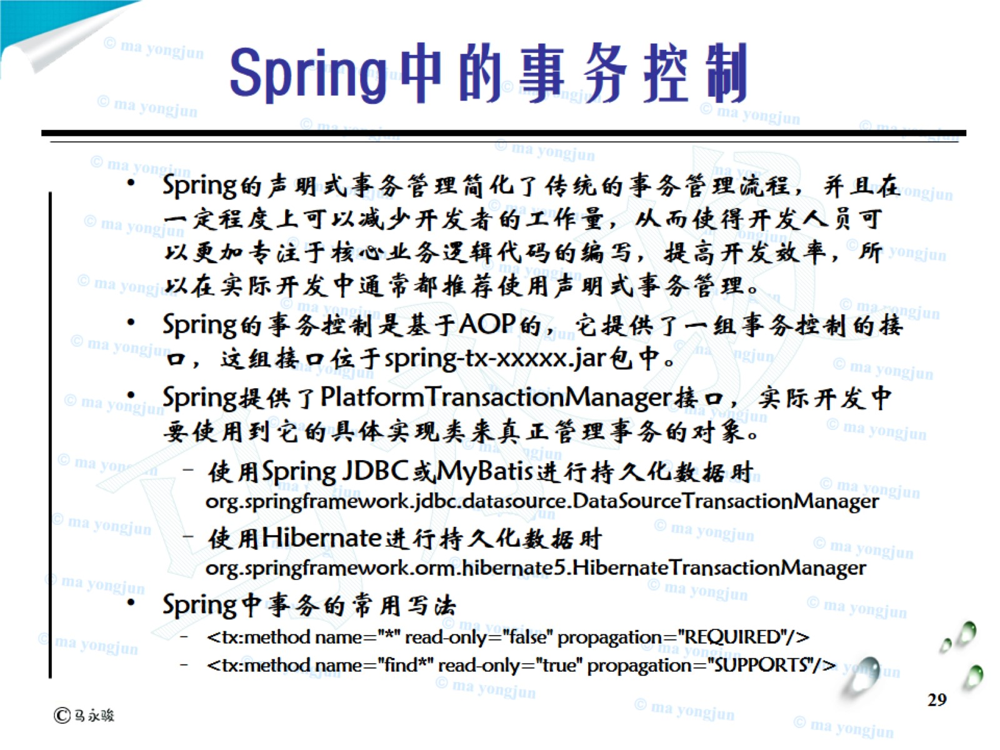 Spring中的事务控制
• Spring的声明式事务管理简化了传统的事务管理流程，并且在
一定程度上可以减少开发者的工作量，从而使得开发人员可
以更加专注于核心业务逻辑代码的编写，提高开发效率，所
以在实际开发中通常都推荐使用声明式事务管理。
• Spring的事务控制是基于AOP的，它提供了一组事务控制的接
口，这组接口位于spring-tx-xxxxx.jar包中。
• Spring提供了PlatformTransactionManager接口，实际开发中
要使用到它的具体实现类来真正管理事务的对象。
– 使用Spring JDBC或MyBatis进行持久化数据时
org.springframework.jdbc.datasource.DataSourceTransactionManager
– 使用Hibernate进行持久化数据时
org.springframework.orm.hibernate5.HibernateTransactionManager
• Spring中事务的常用写法
– <tx:method name="*" read-only="false" propagation="REQUIRED"/>
– <tx:method name="find*" read-only="true" propagation="SUPPORTS"/>
29
©马永骏